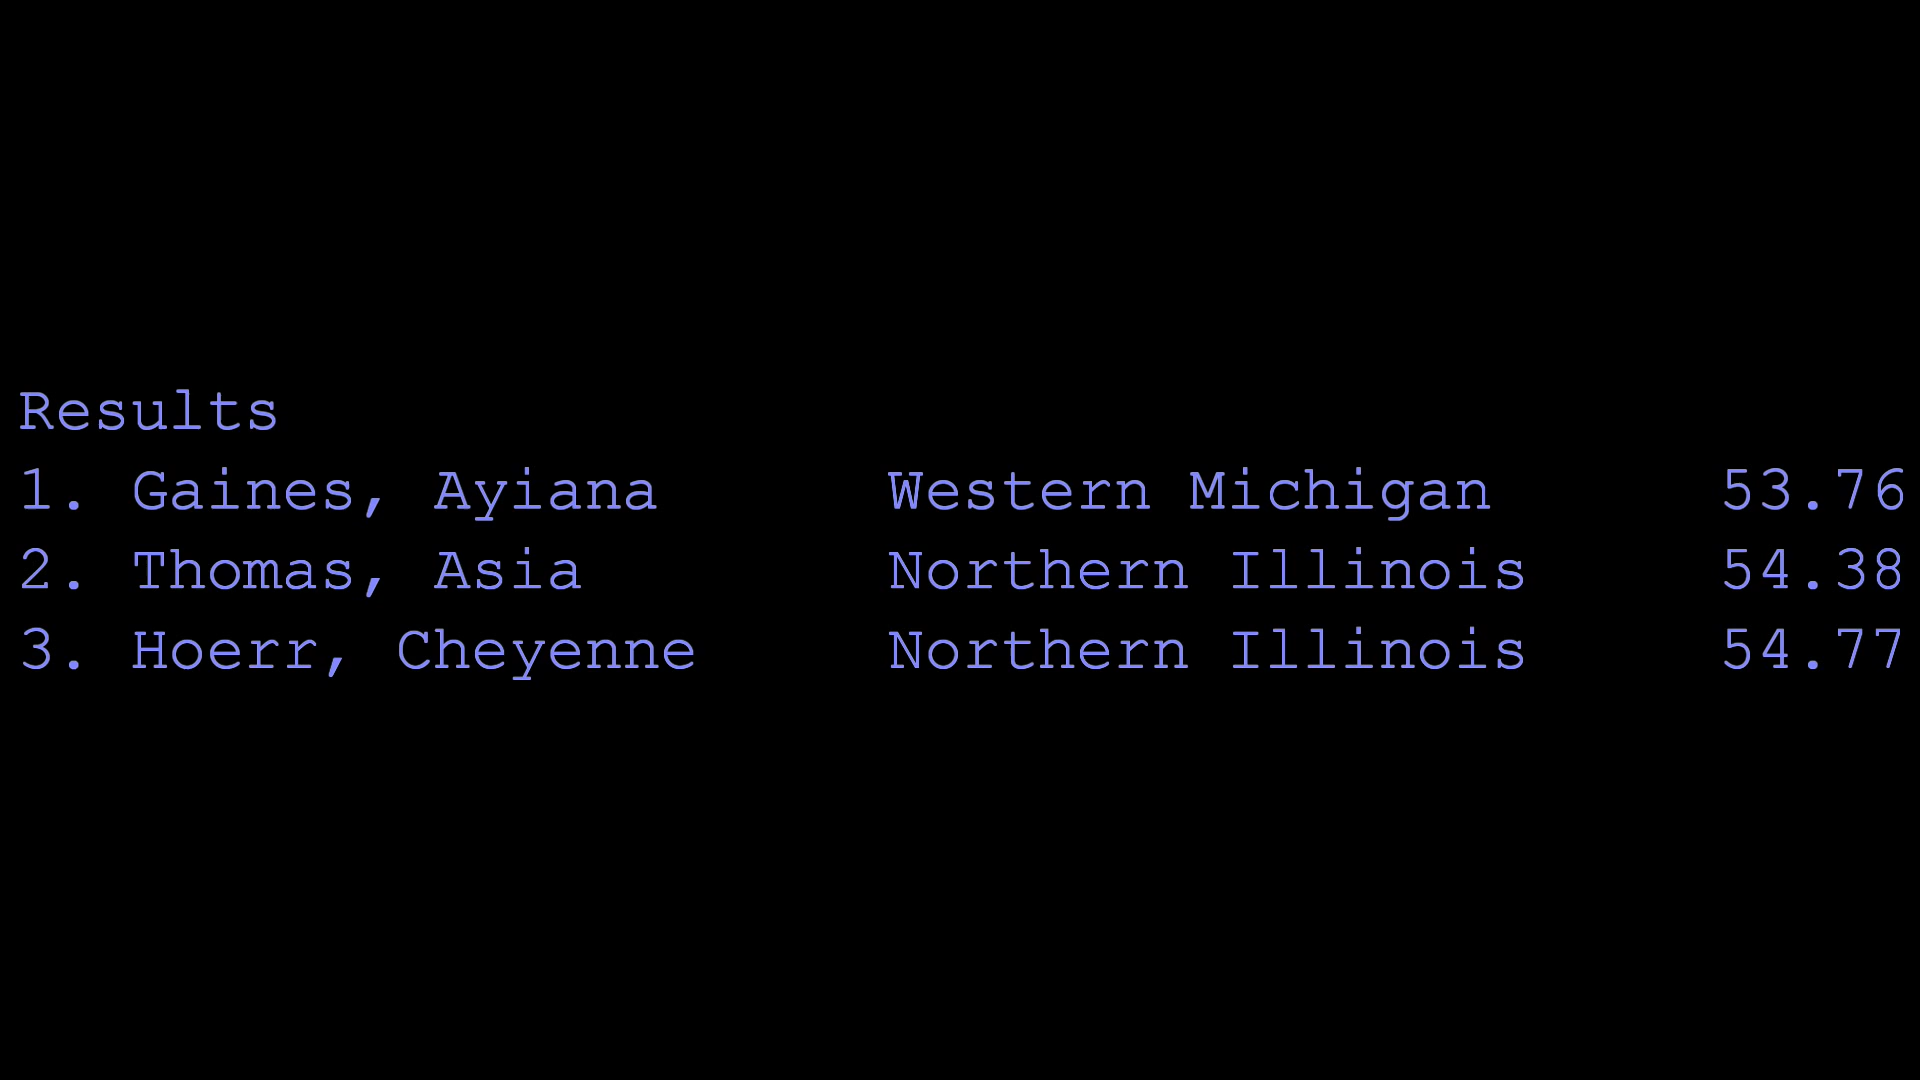 Results
1. Gaines, Ayiana Western Michigan 53.76
2. Thomas, Asia Northern Illinois 54.38
3. Hoerr, Cheyenne Northern Illinois 54.77